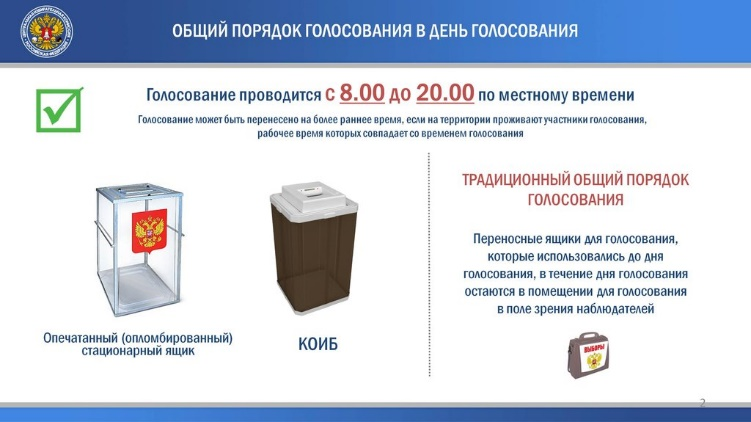 ОБЩИЙ ПОРЯДОК ГОЛОСОВАНИЯ В ДЕНЬ ГОЛОСОВАНИЯ
Голосование проводится с 8.00 до 20.00 по местному времени
Голосование может быть перенесено на более раннее время, если на территории проживают участники голосования,
рабочее время которых совпадает со временем голосования
Опечатанный (опломбированный)
стационарный ящик
КОИБ
ТРАДИЦИОННЫЙ ОБЩИЙ ПОРЯДОК
ГОЛОСОВАНИЯ
Переносные ящики для голосования,
которые использовались до дня
голосования, в течение дня голосования
остаются в помещении для голосования
в поле зрения наблюдателей
ВЫБОРЫ
2